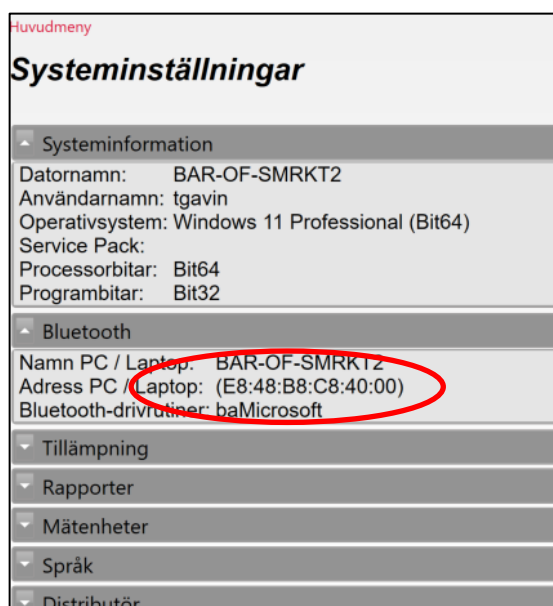 Huvudmeny
Systeminställningar
Systeminformation
Datornamn: BAR-OF-SMRKT2
Användarnamn: tgavin
Operativsystem: Windows 11 Professional (Bit64)
Service Pack:
Processorbitar: Bit64
Programbitar: Bit32
Bluetooth
Namn PC / Laptop: BAR-OF-SMRKT2
Adress PC / Laptop: (E8:48:B8:C8:40:00)
Bluetooth-drivrutiner: baMicrosoft
Tillämpning
Rapporter
Mätenheter
Språk
Distributör